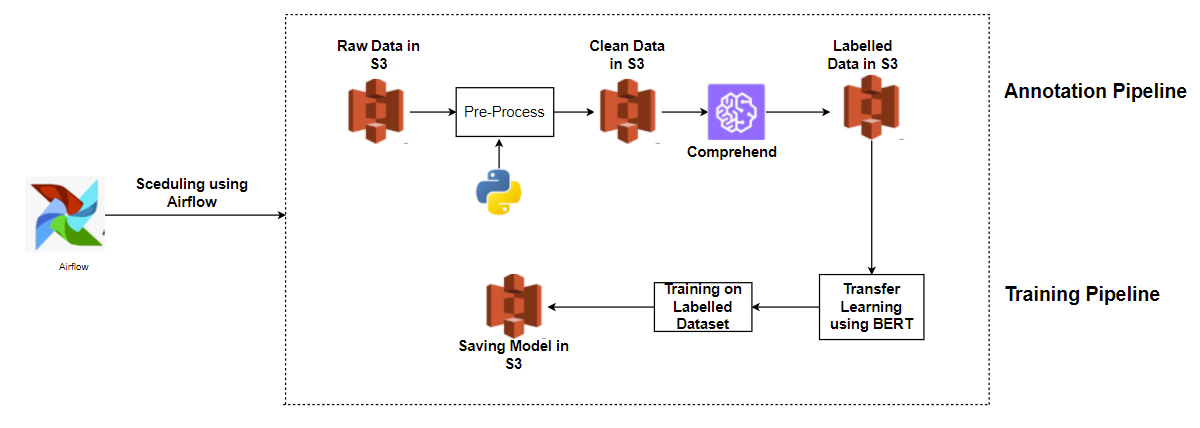 Raw Data in
S3
Clean Data
in S3
Labelled
Data in S3
Annotation Pipeline
Pre-Process
Comprehend
Sceduling using
Airflow
Airflow
Training on
Labelled
Dataset
Transfer
Learning
using BERT
Training Pipeline
Saving Model in
S3